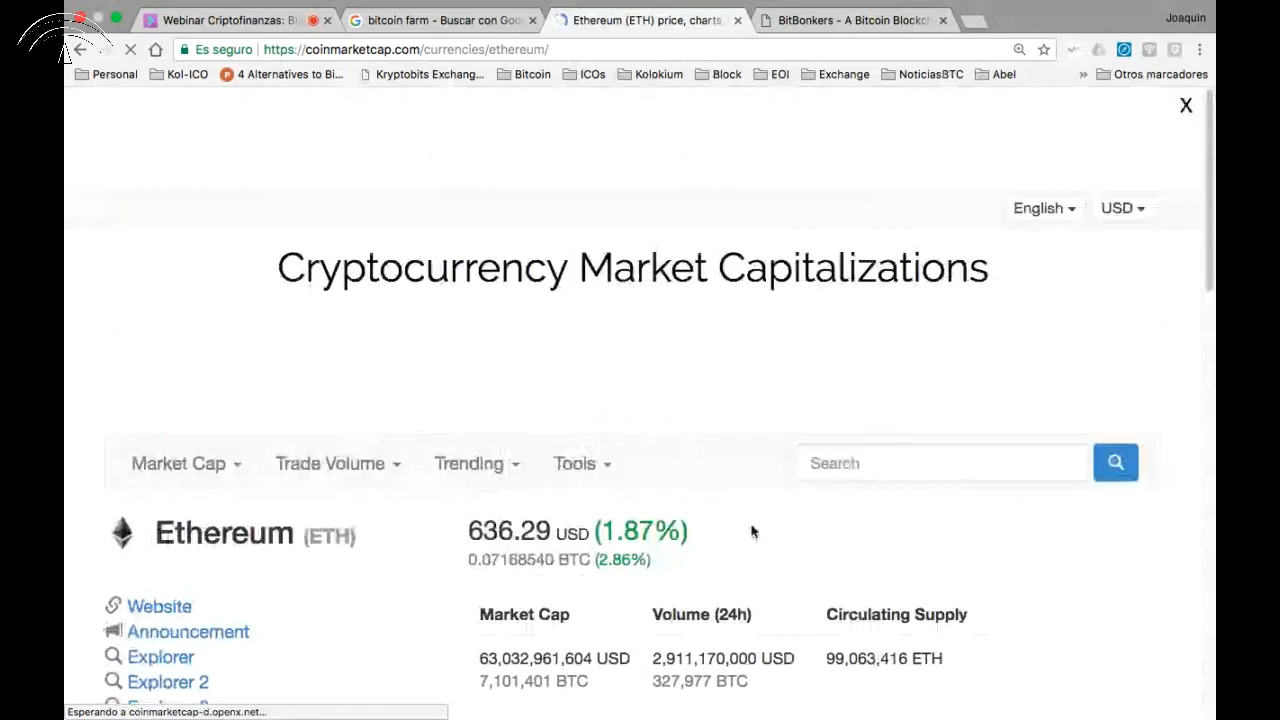 Webinar Criptofinanzas: Bi
bitcoin farm - Buscar con Goo
Ethereum (ETH) price, charts,
BitBonkers - A Bitcoin Blockch
Joaquin
Es seguro
https://coinmarketcap.com/currencies/ethereum/
Personal
Kol-ICO
4 Alternatives to Bi...
Kryptobits Exchang...
Bitcoin
ICOs
Kolokium
Block
EOI
Exchange
NoticiasBTC
Abel
»
Otros marcadores
X
English
USD
Cryptocurrency Market Capitalizations
Market Cap
Trade Volume
Trending
Tools
Search
Ethereum (ETH)
636.29 USD (1.87%)
0.07168540 BTC (2.86%)
Website
Announcement
Explorer
Explorer 2
Market Cap
Volume (24h)
Circulating Supply
63,032,961,604 USD
2,911,170,000 USD
99,063,416 ETH
7,101,401 BTC
327,977 BTC
Esperando a coinmarketcap-d.openx.net...